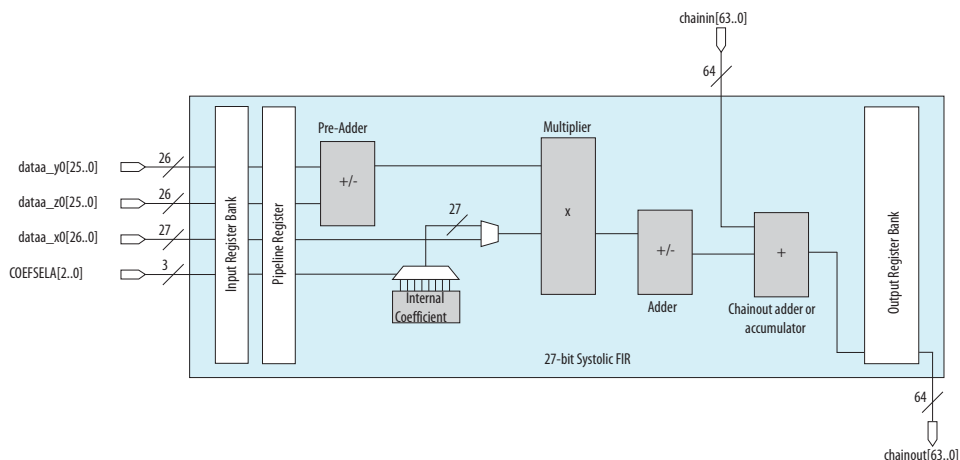 chainin[63..0]
64
Pre-Adder
Multiplier
dataa_y0[25..0]
26
+/-
dataa_z0[25..0]
26
dataa_x0[26..0]
27
27
x
COEFSELA[2..0]
3
Input Register Bank
Pipeline Register
Internal
Coefficient
+/-
Adder
+
Chainout adder or
accumulator
Output Register Bank
27-bit Systolic FIR
64
chainout[63..0]